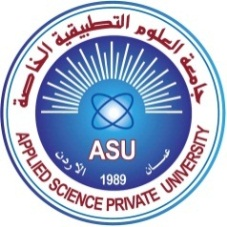 جامعة العلوم التطبيقية الخاصة
ASU
1989
عمان
الأردن
APPLIED SCIENCE PRIVATE UNIVERSITY